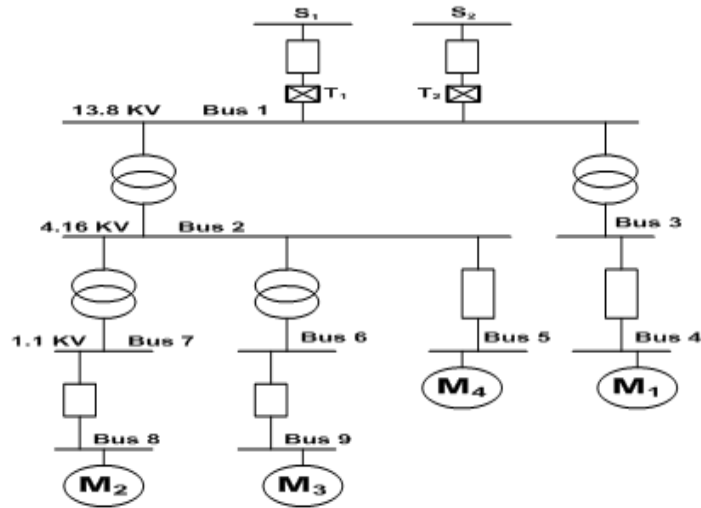 S₁ S₂
T₁ T₂
13.8 KV Bus 1
4.16 KV Bus 2 Bus 3
1.1 KV Bus 7 Bus 6 Bus 5 Bus 4
M₄ M₁
Bus 8 Bus 9
M₂ M₃